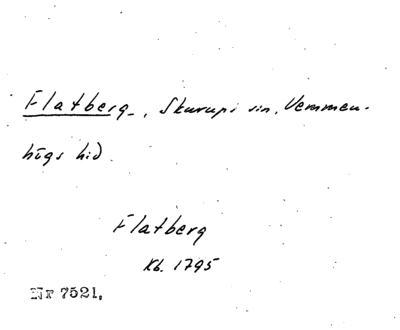 Flatberg, Skurups sn, Vemmen-
högs hd.
Flatberg
Kb. 1795
Nr 7521,